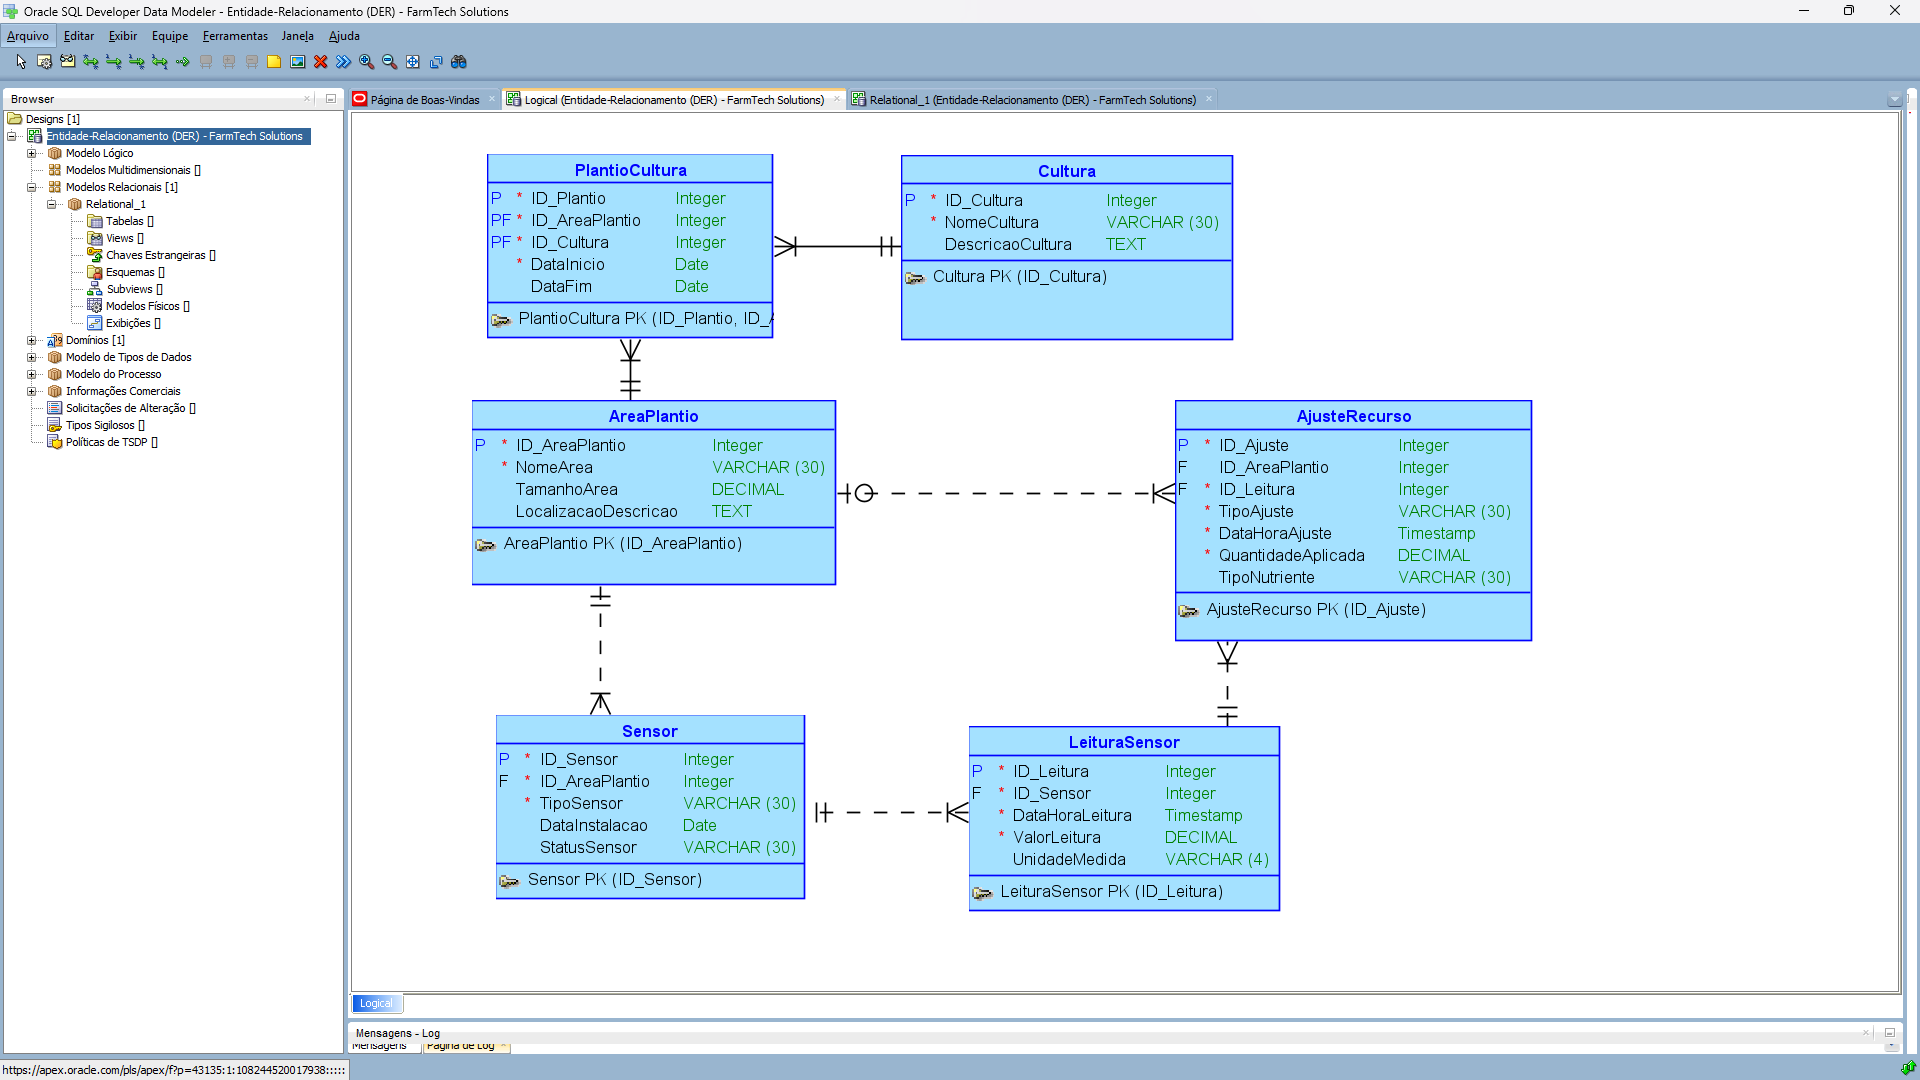 Oracle SQL Developer Data Modeler - Entidade-Relacionamento (DER) - FarmTech Solutions
Arquivo Editar Exibir Equipe Ferramentas Janela Ajuda
Browser
Designs [1]
Entidade-Relacionamento (DER) - FarmTech Solutions
Modelo Lógico
Modelos Multidimensionais []
Modelos Relacionais [1]
Relational_1
Tabelas []
Views []
Chaves Estrangeiras []
Esquemas []
Subviews []
Modelos Físicos []
Exibições []
Domínios [1]
Modelo de Tipos de Dados
Modelo do Processo
Informações Comerciais
Solicitações de Alteração []
Tipos Sigilosos []
Políticas de TSDP []
Página de Boas-Vindas
Logical (Entidade-Relacionamento (DER) - FarmTech Solutions)
Relational_1 (Entidade-Relacionamento (DER) - FarmTech Solutions)
PlantioCultura
P * ID_Plantio Integer
PF * ID_AreaPlantio Integer
PF * ID_Cultura Integer
* DataInicio Date
DataFim Date
PlantioCultura PK (ID_Plantio, ID_A
Cultura
P * ID_Cultura Integer
* NomeCultura VARCHAR (30)
DescricaoCultura TEXT
Cultura PK (ID_Cultura)
AreaPlantio
P * ID_AreaPlantio Integer
* NomeArea VARCHAR (30)
TamanhoArea DECIMAL
LocalizacaoDescricao TEXT
AreaPlantio PK (ID_AreaPlantio)
AjusteRecurso
P * ID_Ajuste Integer
F ID_AreaPlantio Integer
F * ID_Leitura Integer
* TipoAjuste VARCHAR (30)
* DataHoraAjuste Timestamp
* QuantidadeAplicada DECIMAL
TipoNutriente VARCHAR (30)
AjusteRecurso PK (ID_Ajuste)
Sensor
P * ID_Sensor Integer
F * ID_AreaPlantio Integer
* TipoSensor VARCHAR (30)
DataInstalacao Date
StatusSensor VARCHAR (30)
Sensor PK (ID_Sensor)
LeituraSensor
P * ID_Leitura Integer
F * ID_Sensor Integer
* DataHoraLeitura Timestamp
* ValorLeitura DECIMAL
UnidadeMedida VARCHAR (4)
LeituraSensor PK (ID_Leitura)
Logical
Mensagens - Log
Mensagens Página de Log
https://apex.oracle.com/pls/apex/f?p=43135:1:108244520017938:::::